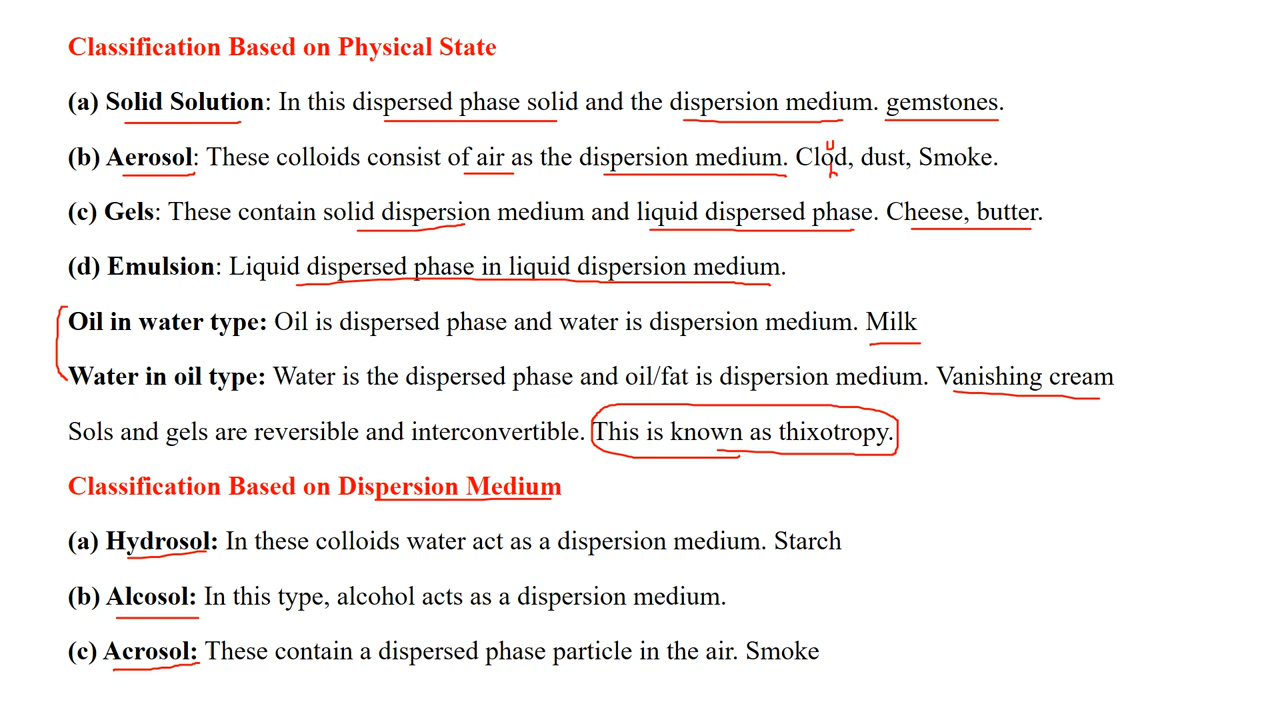 Classification Based on Physical State
(a) Solid Solution: In this dispersed phase solid and the dispersion medium. gemstones.
(b) Aerosol: These colloids consist of air as the dispersion medium. Clod, dust, Smoke.
(c) Gels: These contain solid dispersion medium and liquid dispersed phase. Cheese, butter.
(d) Emulsion: Liquid dispersed phase in liquid dispersion medium.
Oil in water type: Oil is dispersed phase and water is dispersion medium. Milk
Water in oil type: Water is the dispersed phase and oil/fat is dispersion medium. Vanishing cream
Sols and gels are reversible and interconvertible. This is known as thixotropy.
Classification Based on Dispersion Medium
(a) Hydrosol: In these colloids water act as a dispersion medium. Starch
(b) Alcosol: In this type, alcohol acts as a dispersion medium.
(c) Acrosol: These contain a dispersed phase particle in the air. Smoke